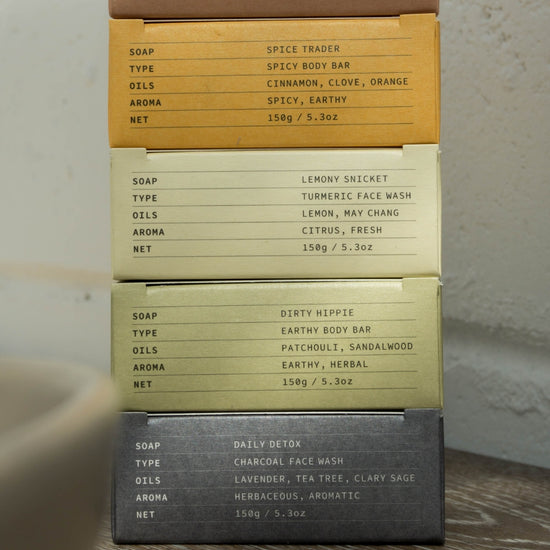 SOAP SPICE TRADER
TYPE SPICY BODY BAR
OILS CINNAMON, CLOVE, ORANGE
AROMA SPICY, EARTHY
NET 150g / 5.3oz
SOAP LEMONY SNICKET
TYPE TURMERIC FACE WASH
OILS LEMON, MAY CHANG
AROMA CITRUS, FRESH
NET 150g / 5.3oz
SOAP DIRTY HIPPIE
TYPE EARTHY BODY BAR
OILS PATCHOULI, SANDALWOOD
AROMA EARTHY, HERBAL
NET 150g / 5.3oz
SOAP DAILY DETOX
TYPE CHARCOAL FACE WASH
OILS LAVENDER, TEA TREE, CLARY SAGE
AROMA HERBACEOUS, AROMATIC
NET 150g / 5.3oz